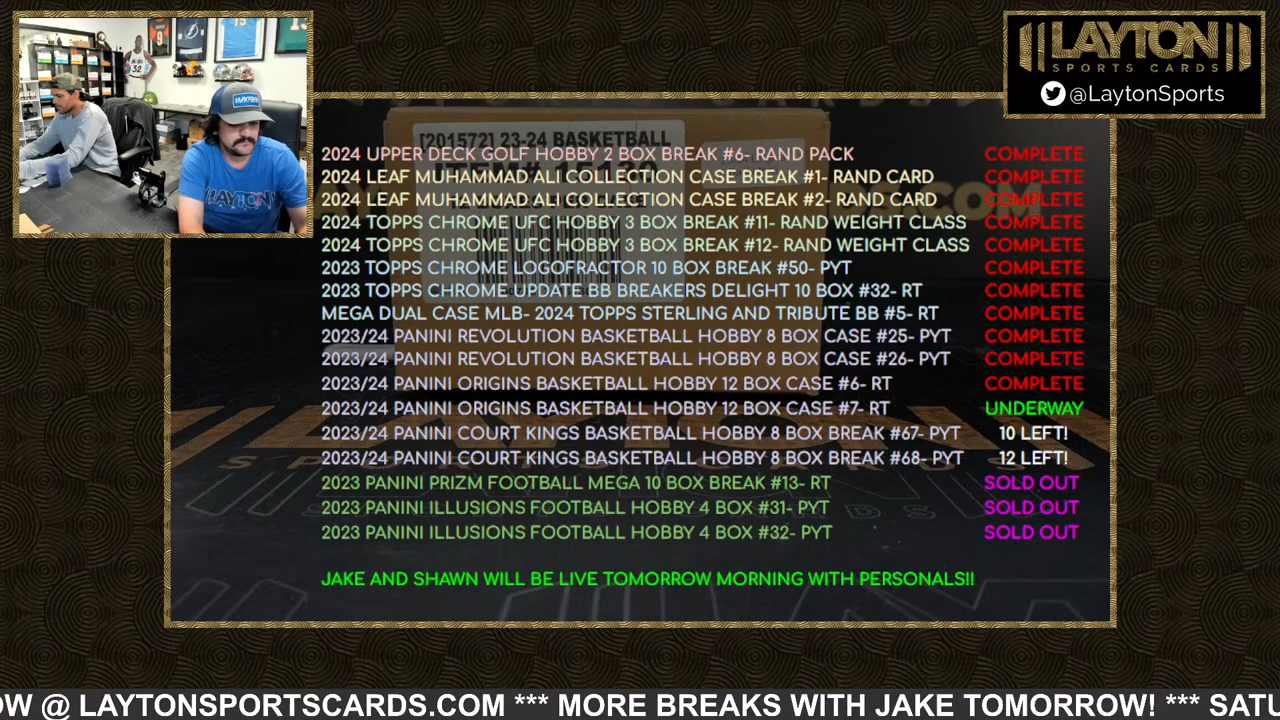 LAYTON
SPORTS CARDS
@LaytonSports
[201572] 23-24 BASKETBALL
2024 UPPER DECK GOLF HOBBY 2 BOX BREAK #6- RAND PACK COMPLETE
2024 LEAF MUHAMMAD ALI COLLECTION CASE BREAK #1- RAND CARD COMPLETE
2024 LEAF MUHAMMAD ALI COLLECTION CASE BREAK #2- RAND CARD COMPLETE
2024 TOPPS CHROME UFC HOBBY 3 BOX BREAK #11- RAND WEIGHT CLASS COMPLETE
2024 TOPPS CHROME UFC HOBBY 3 BOX BREAK #12- RAND WEIGHT CLASS COMPLETE
2023 TOPPS CHROME LOGOFRACTOR 10 BOX BREAK #50- PYT COMPLETE
2023 TOPPS CHROME UPDATE BB BREAKERS DELIGHT 10 BOX #32- RT COMPLETE
MEGA DUAL CASE MLB- 2024 TOPPS STERLING AND TRIBUTE BB #5- RT COMPLETE
2023/24 PANINI REVOLUTION BASKETBALL HOBBY 8 BOX CASE #25- PYT COMPLETE
2023/24 PANINI REVOLUTION BASKETBALL HOBBY 8 BOX CASE #26- PYT COMPLETE
2023/24 PANINI ORIGINS BASKETBALL HOBBY 12 BOX CASE #6- RT COMPLETE
2023/24 PANINI ORIGINS BASKETBALL HOBBY 12 BOX CASE #7- RT UNDERWAY
2023/24 PANINI COURT KINGS BASKETBALL HOBBY 8 BOX BREAK #67- PYT 10 LEFT!
2023/24 PANINI COURT KINGS BASKETBALL HOBBY 8 BOX BREAK #68- PYT 12 LEFT!
2023 PANINI PRIZM FOOTBALL MEGA 10 BOX BREAK #13- RT SOLD OUT
2023 PANINI ILLUSIONS FOOTBALL HOBBY 4 BOX #31- PYT SOLD OUT
2023 PANINI ILLUSIONS FOOTBALL HOBBY 4 BOX #32- PYT SOLD OUT
JAKE AND SHAWN WILL BE LIVE TOMORROW MORNING WITH PERSONALS!!
OW @ LAYTONSPORTSCARDS.COM *** MORE BREAKS WITH JAKE TOMORROW! *** SATU